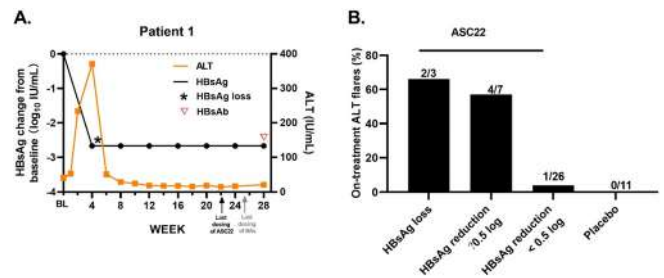 A.
Patient 1
HBsAg change from
baseline (log10 IU/mL)
0
-1
-2
-3
-4
ALT
HBsAg
* HBsAg loss
HBsAb
*
400
300
200
100
0
ALT (IU/mL)
BL 4 8 12 16 20 24 28
WEEK
Last
dosing
of ASC22
Last
dosing
of NAs
B.
ASC22
On-treatment ALT flares (%)
80
60
40
20
0
2/3
4/7
1/26
0/11
HBsAg loss
HBsAg reduction
?0.5 log
HBsAg reduction
< 0.5 log
Placebo